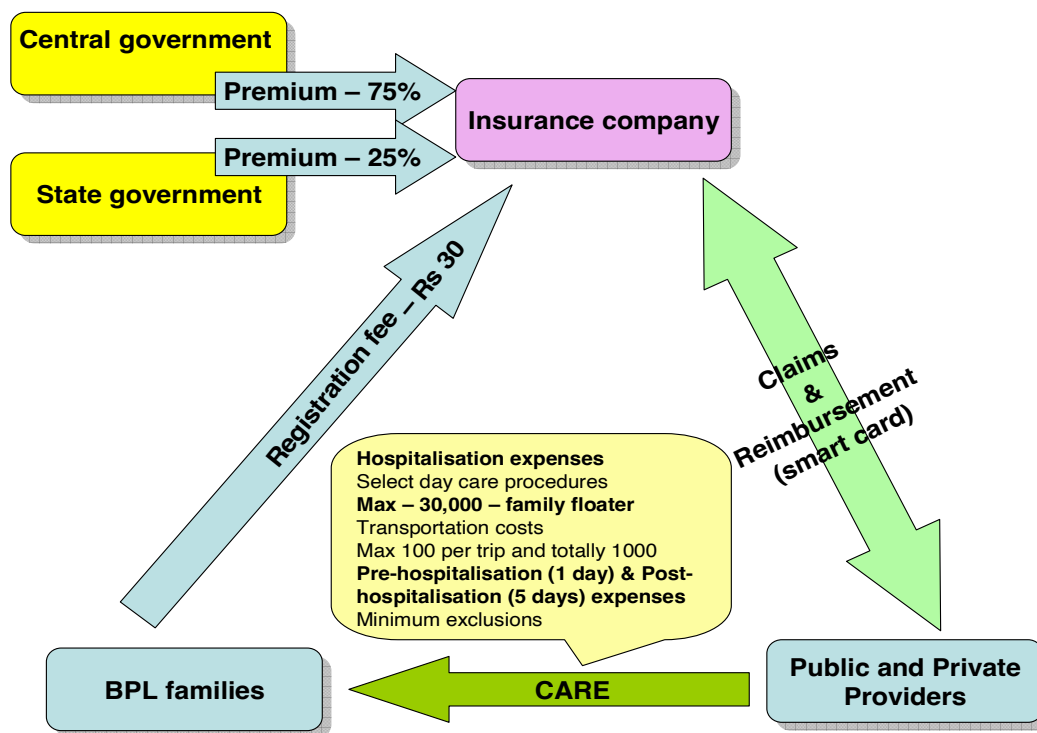 Central government
Premium – 75%
Insurance company
Premium – 25%
State government
Registration fee – Rs 30
Claims
&
Reimbursement
(smart card)
Hospitalisation expenses
Select day care procedures
Max – 30,000 – family floater
Transportation costs
Max 100 per trip and totally 1000
Pre-hospitalisation (1 day) & Post-
hospitalisation (5 days) expenses
Minimum exclusions
BPL families
CARE
Public and Private
Providers